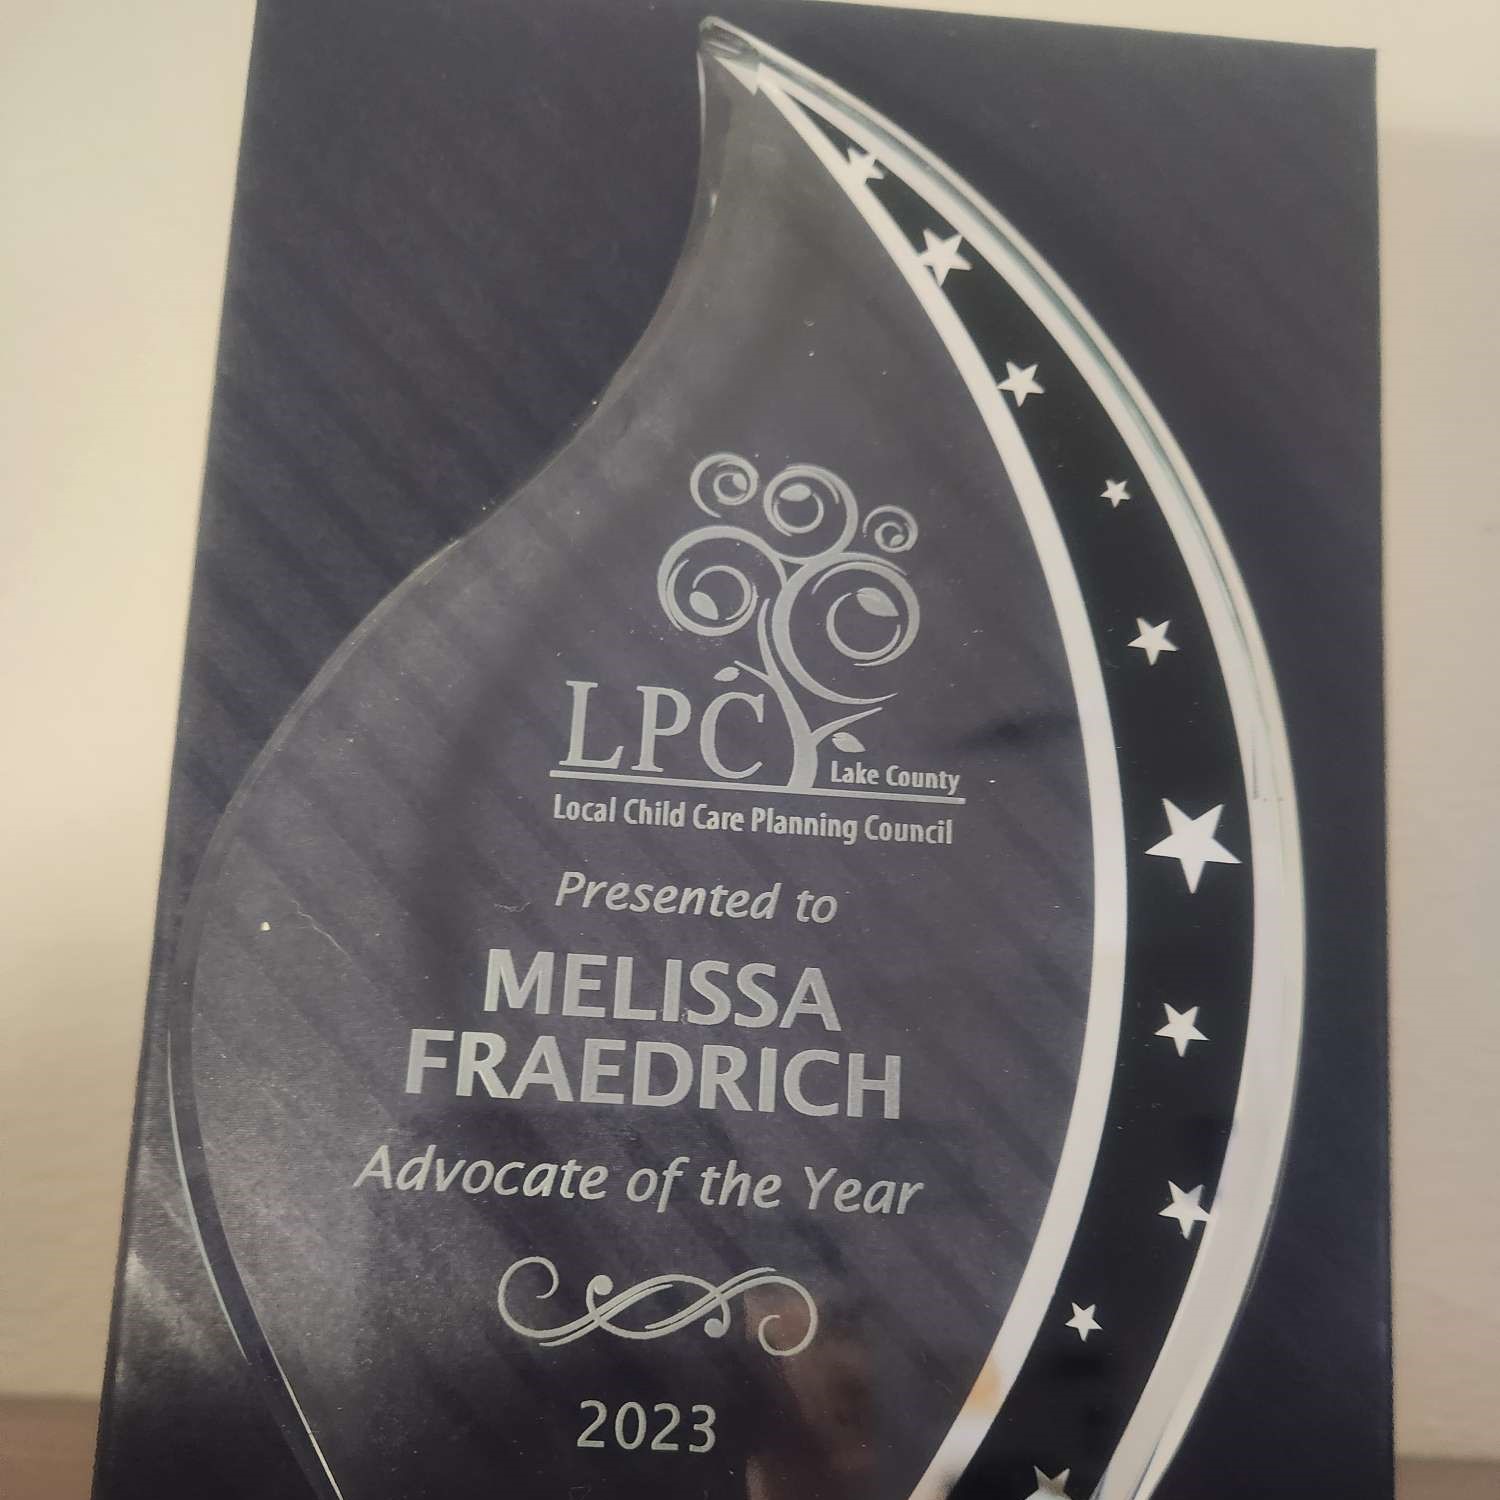 LPC
Lake County
Local Child Care Planning Council
Presented to
MELISSA
FRAEDRICH
Advocate of the Year
2023